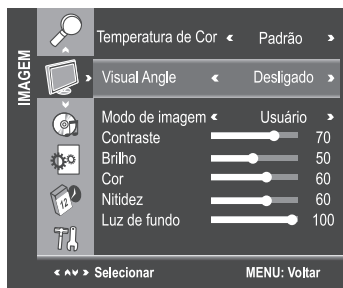 IMAGEM
Temperatura de Cor Padrão
Visual Angle Desligado
Modo de imagem Usuário
Contraste 70
Brilho 50
Cor 60
Nitidez 60
Luz de fundo 100
12
Selecionar MENU: Voltar